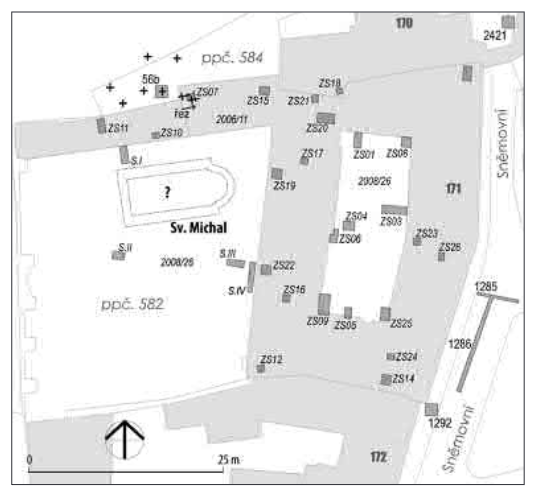 170
2421
ppč. 584
56b
ZS07
ZS15
ZS18
ZS21
řez
ZS11
ZS10
2006/11
ZS20
S.I
ZS17
ZS01
ZS08
Sněmovní
ZS19
2008/26
171
?
Sv. Michal
ZS04
ZS03
ZS06
ZS23
S.II
2008/26
S.III
ZS22
ZS26
S.IV
ppč. 582
ZS16
1285
ZS09
ZS05
ZS25
1286
ZS12
ZS24
ZS14
1292
Sněmovní
172
0
25 m